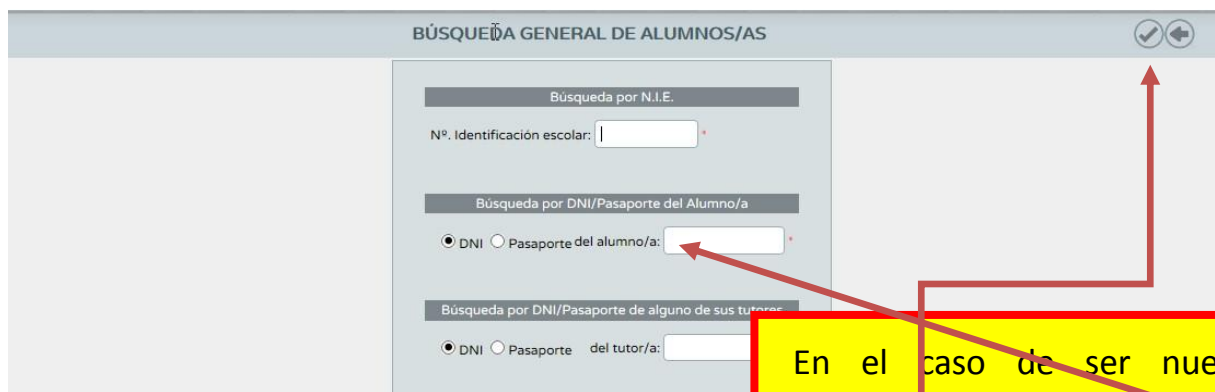 BÚSQUEDA GENERAL DE ALUMNOS/AS
Búsqueda por N.I.E.
Nº. Identificación escolar: *
Búsqueda por DNI/Pasaporte del Alumno/a
DNI Pasaporte del alumno/a: *
Búsqueda por DNI/Pasaporte de alguno de sus tutores
DNI Pasaporte del tutor/a:
En el caso de ser nue